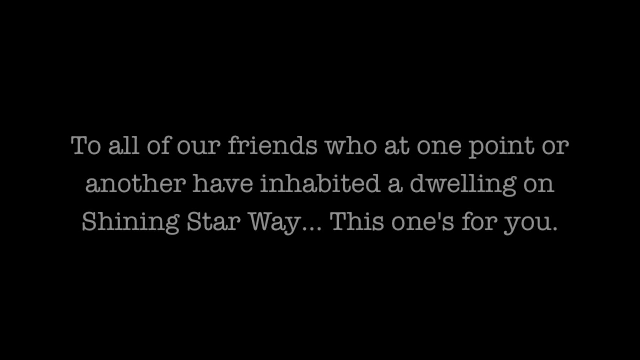 To all of our friends who at one point or
another have inhabited a dwelling on
Shining Star Way... This one's for you.